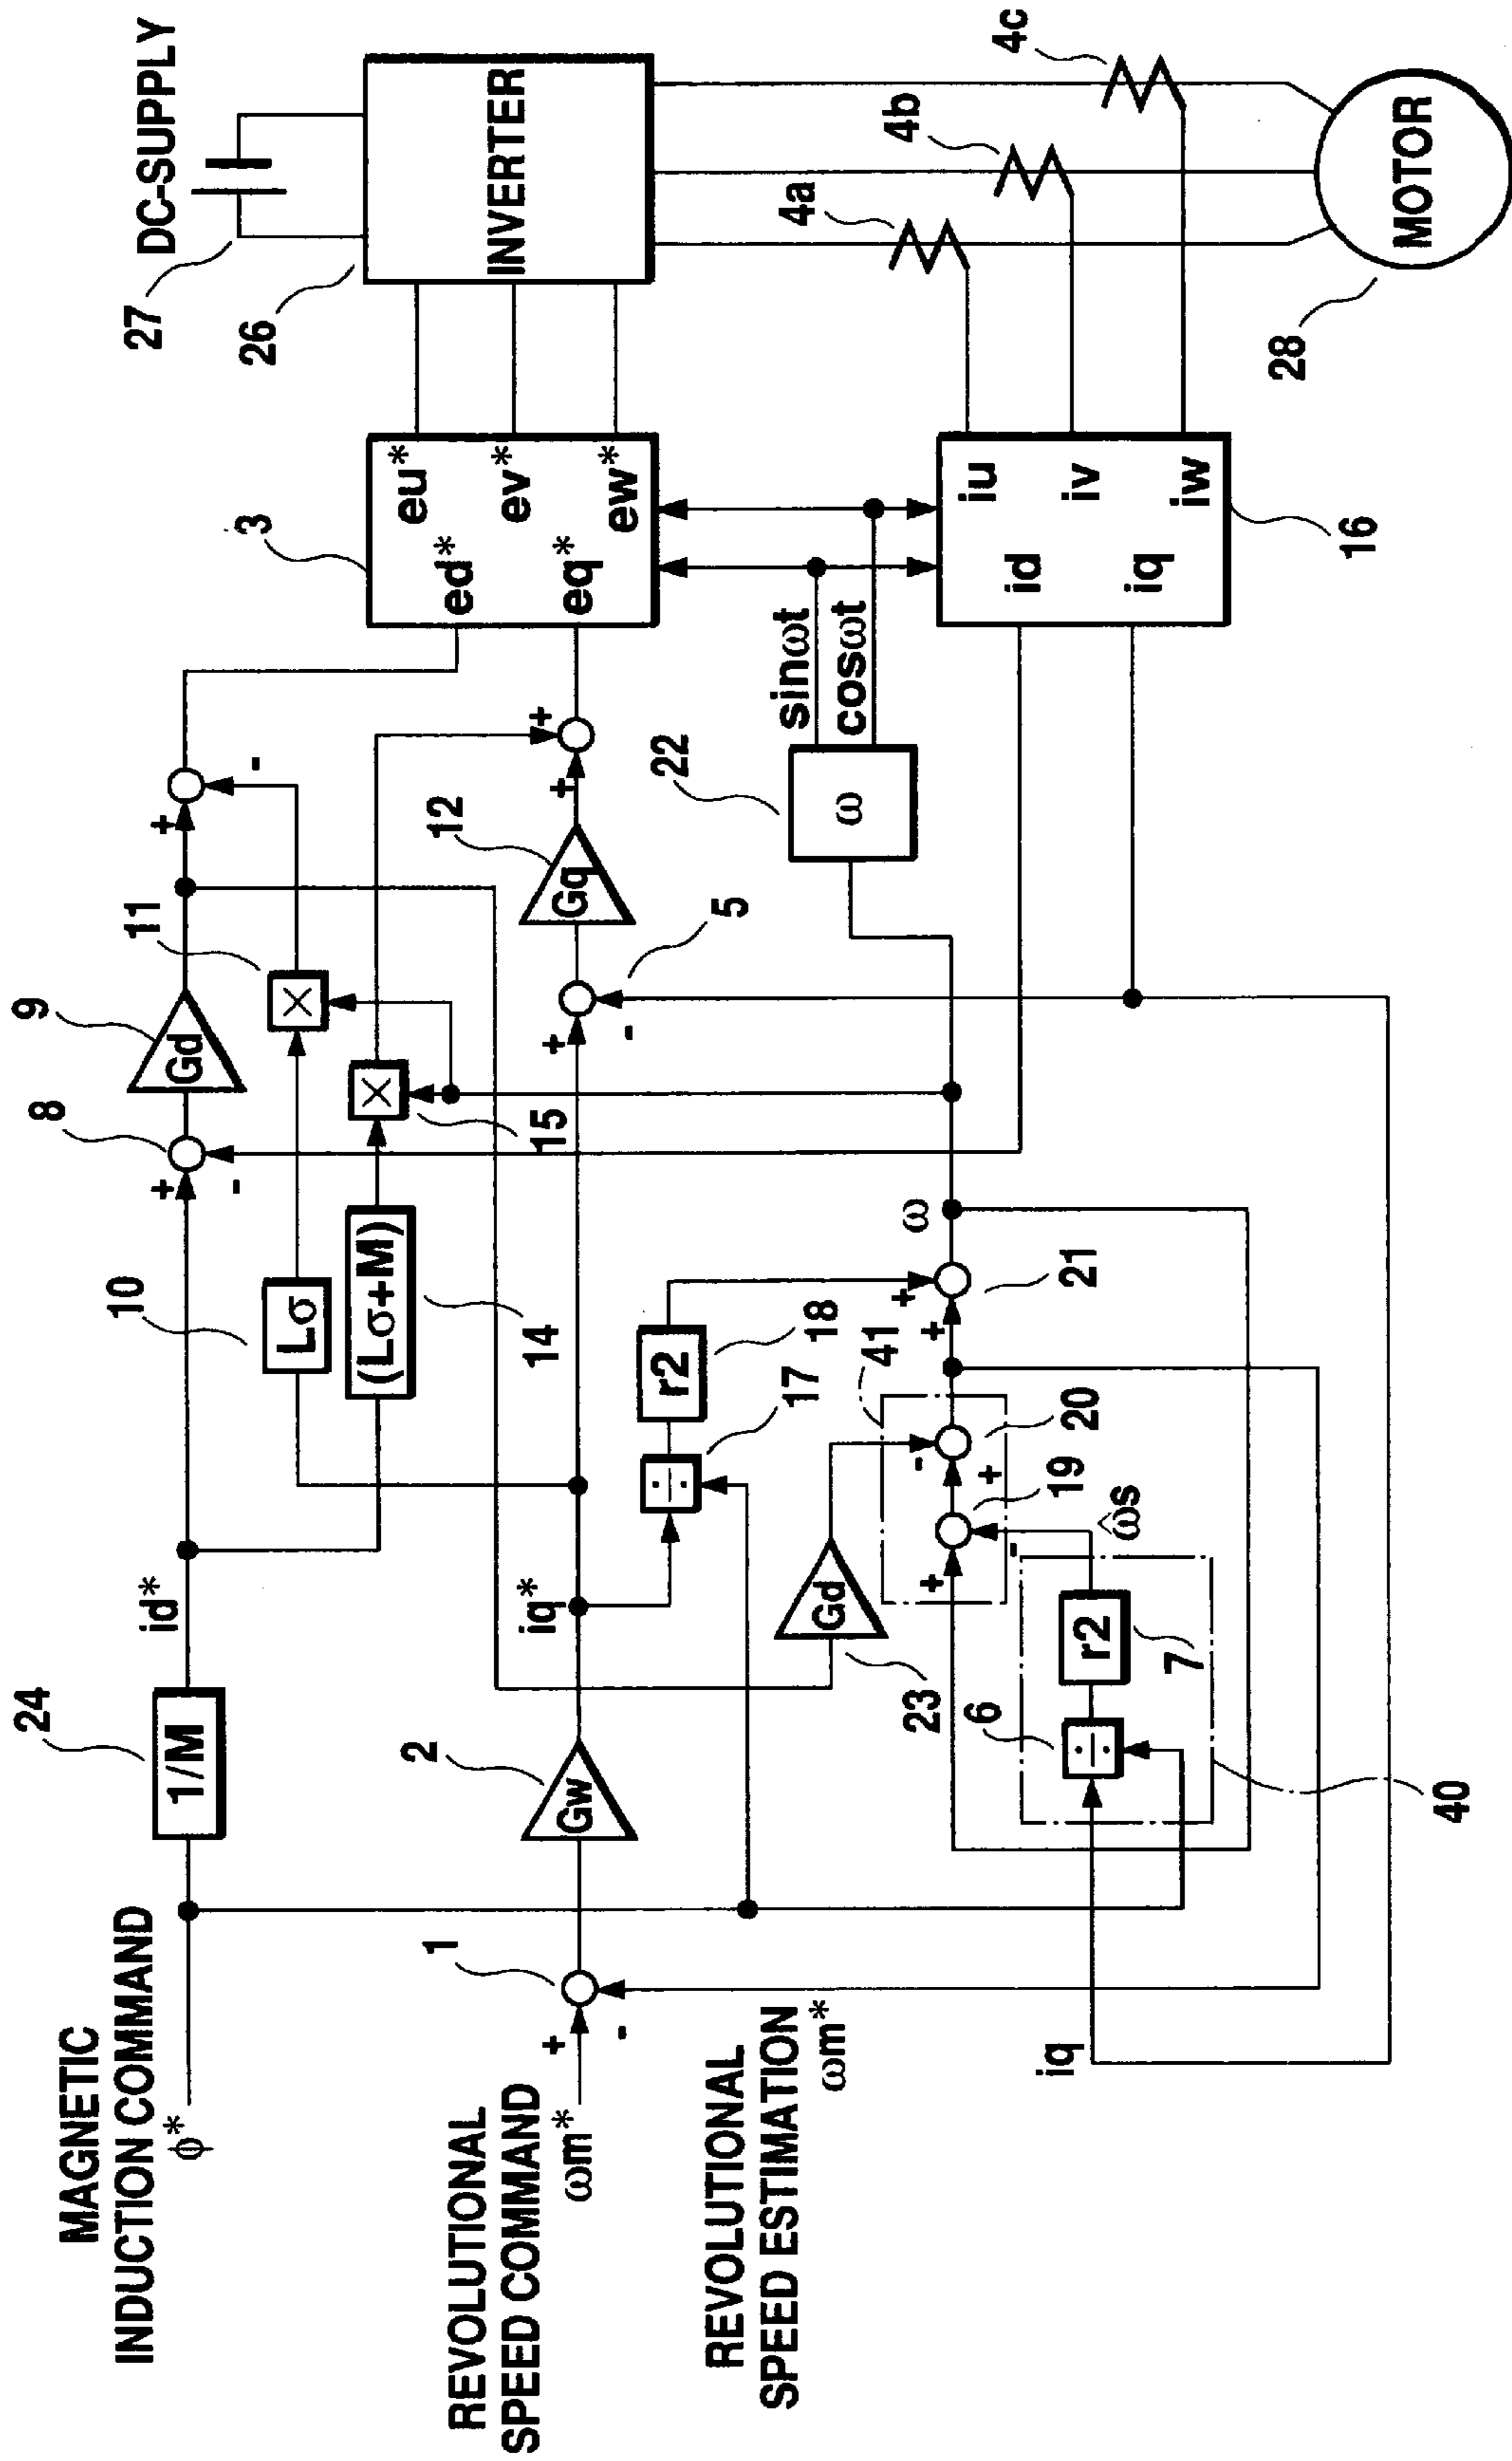 MAGNETIC
INDUCTION COMMAND
ϕ*
24
1/M
id*
8
9
Gd
11
+
-
+
-
10
Lσ
×
(Lσ+M)
14
×
15
REVOLUTIONAL
SPEED COMMAND
ωm*
1
+
-
2
Gw
iq*
+
-
5
12
Gq
+
+
3
ed*
eq*
eu*
ev*
ew*
27
DC-SUPPLY
26
INVERTER
REVOLUTIONAL
SPEED ESTIMATION
ωm*
÷
17
r2
18
23
Gd
41
+
-
19
-
+
20
+
+
21
ω
22
ω
sinωt
cosωt
iq
6
÷
r2
7
ω̂s
40
id
iq
iu
iv
iw
16
4a
4b
4c
28
MOTOR